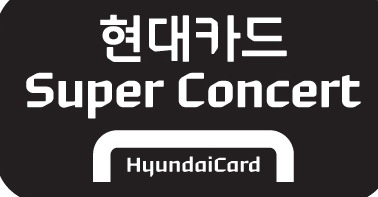 현대카드
Super Concert
HyundaiCard